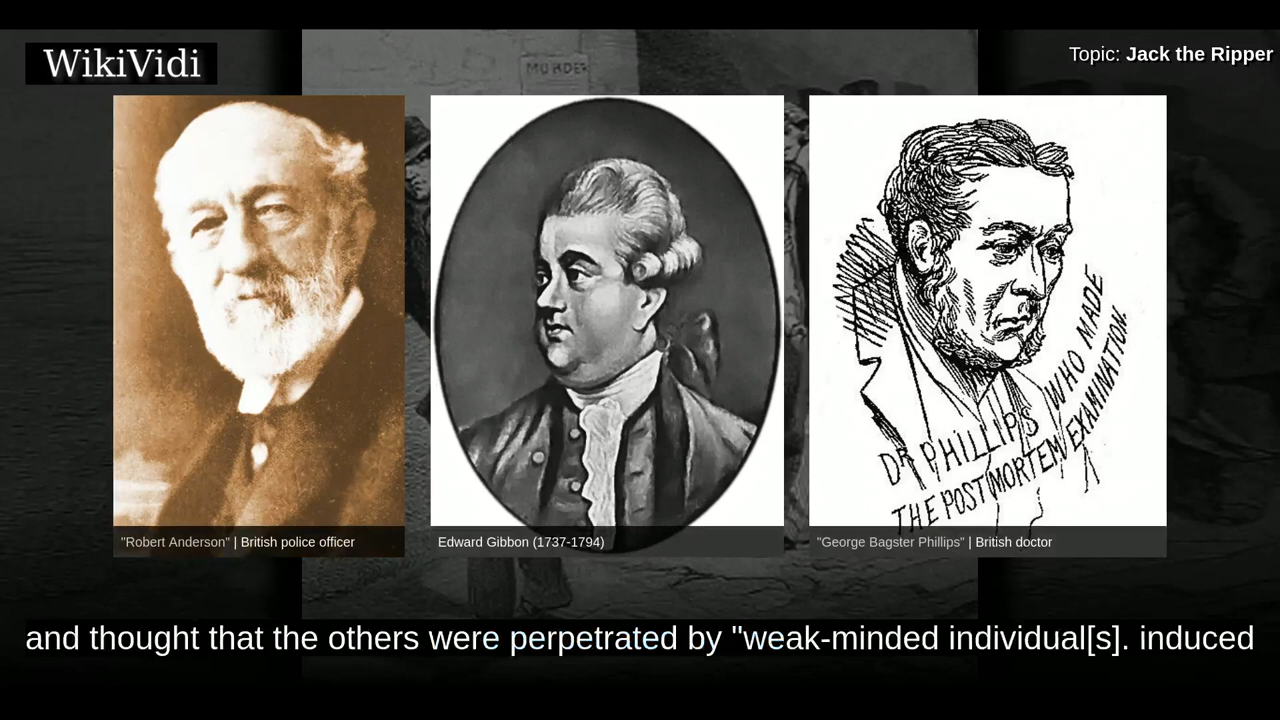 WikiVidi
Topic: Jack the Ripper
MURDER
DR PHILLIPS WHO MADE
THE POST MORTEM EXAMINATION
"Robert Anderson" | British police officer
Edward Gibbon (1737-1794)
"George Bagster Phillips" | British doctor
and thought that the others were perpetrated by "weak-minded individual[s]. induced